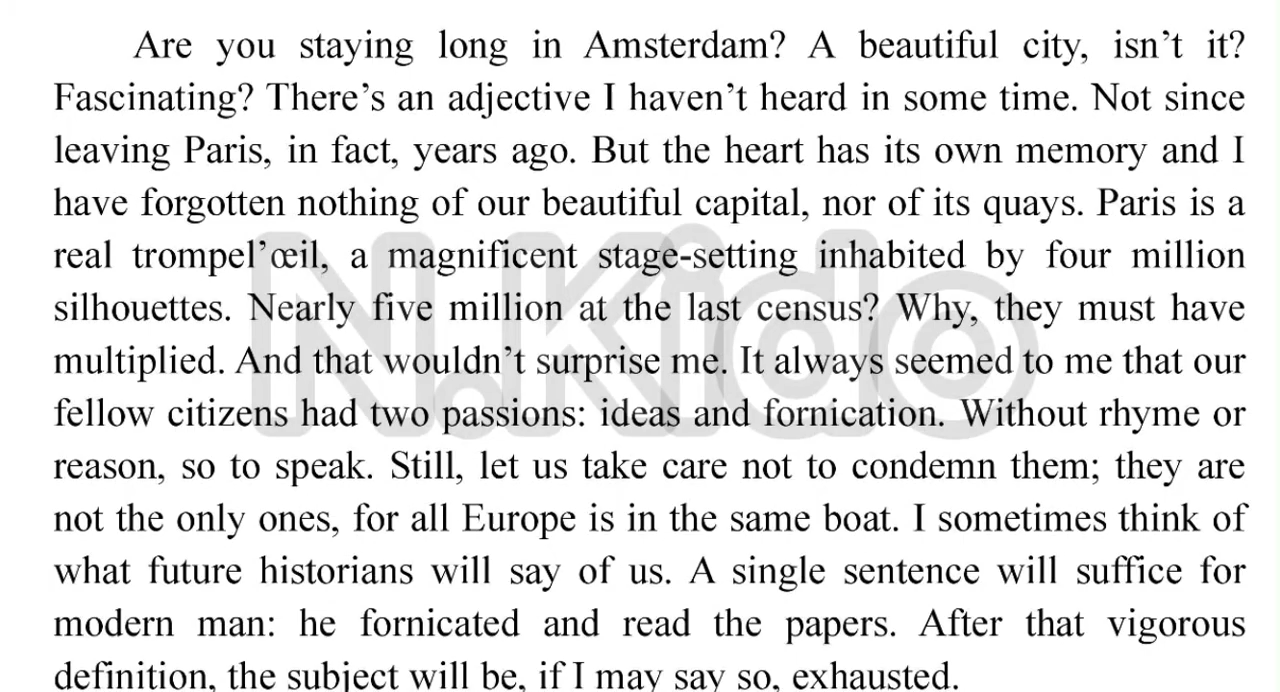 Are you staying long in Amsterdam? A beautiful city, isn’t it?
Fascinating? There’s an adjective I haven’t heard in some time. Not since
leaving Paris, in fact, years ago. But the heart has its own memory and I
have forgotten nothing of our beautiful capital, nor of its quays. Paris is a
real trompel’œil, a magnificent stage-setting inhabited by four million
silhouettes. Nearly five million at the last census? Why, they must have
multiplied. And that wouldn’t surprise me. It always seemed to me that our
fellow citizens had two passions: ideas and fornication. Without rhyme or
reason, so to speak. Still, let us take care not to condemn them; they are
not the only ones, for all Europe is in the same boat. I sometimes think of
what future historians will say of us. A single sentence will suffice for
modern man: he fornicated and read the papers. After that vigorous
definition, the subject will be, if I may say so, exhausted.
N.Kido